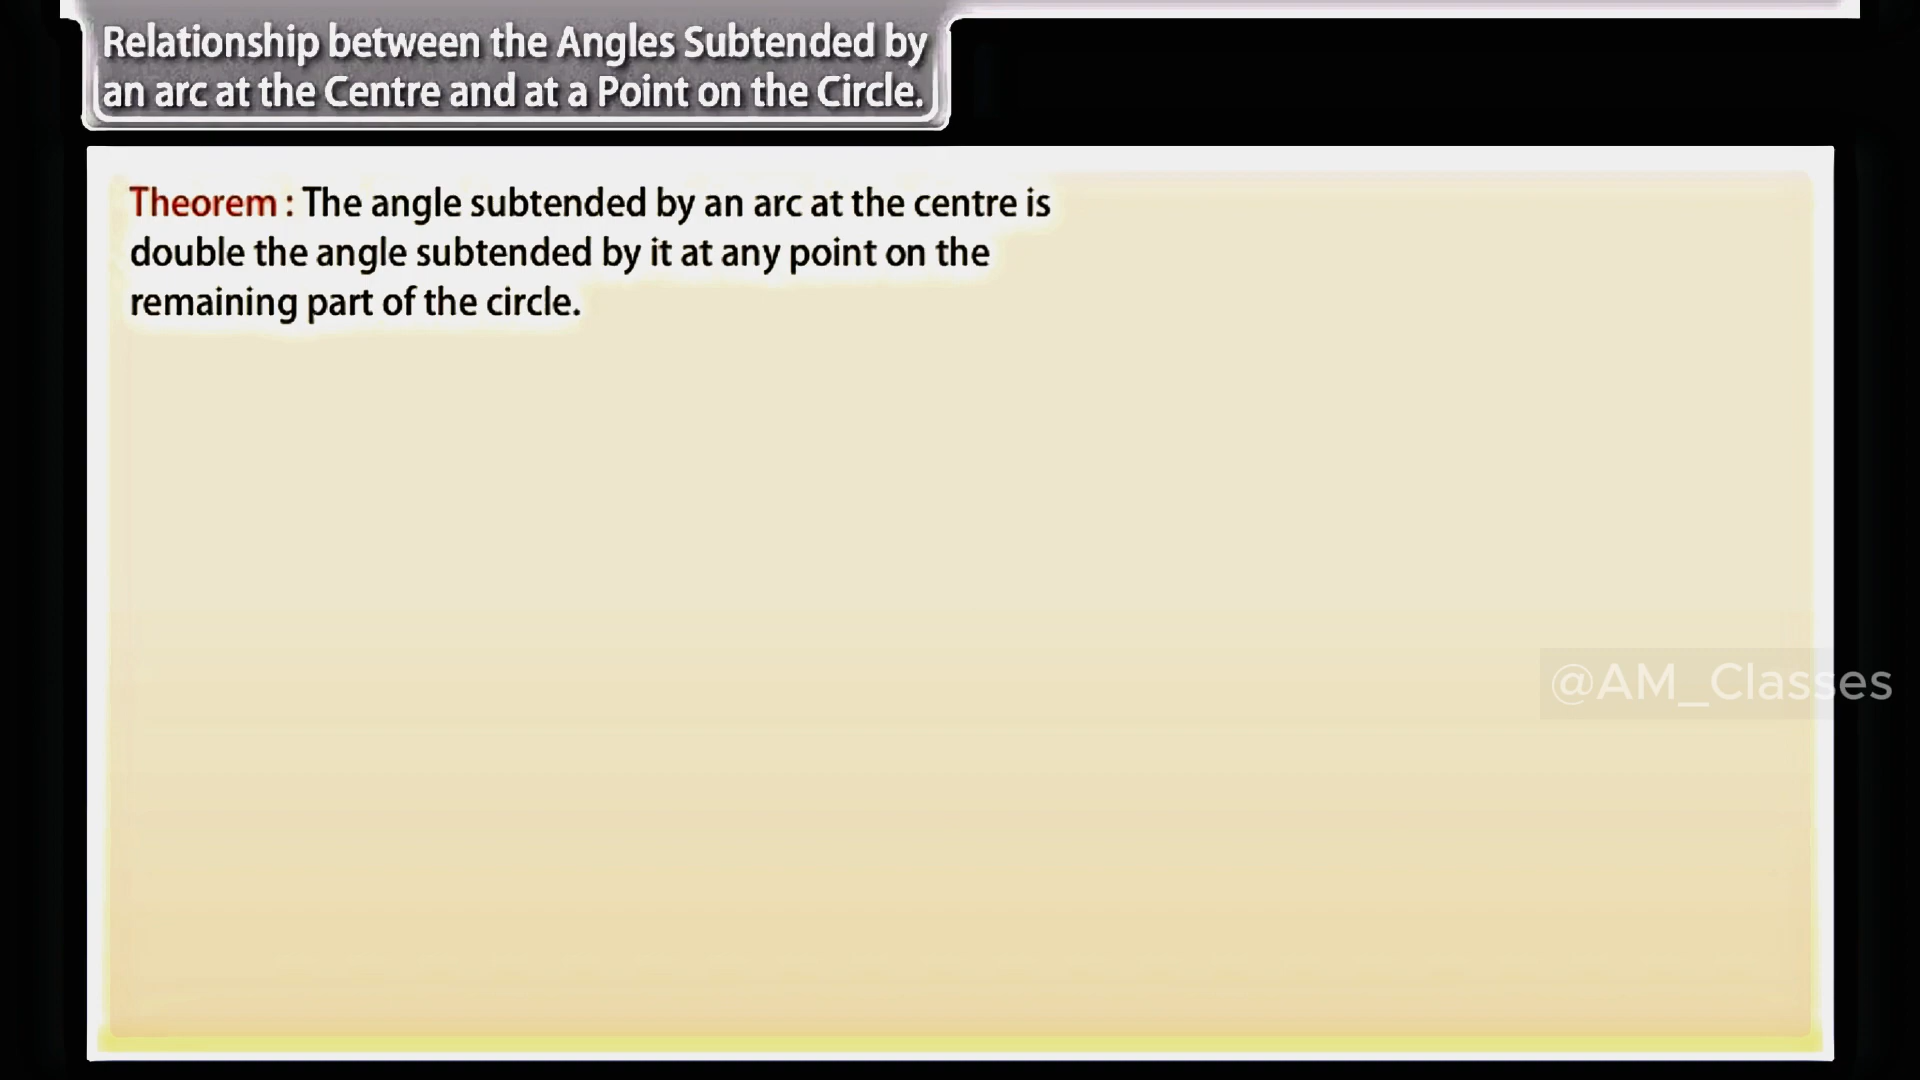 Relationship between the Angles Subtended by
an arc at the Centre and at a Point on the Circle.
Theorem : The angle subtended by an arc at the centre is
double the angle subtended by it at any point on the
remaining part of the circle.
@AM_Classes